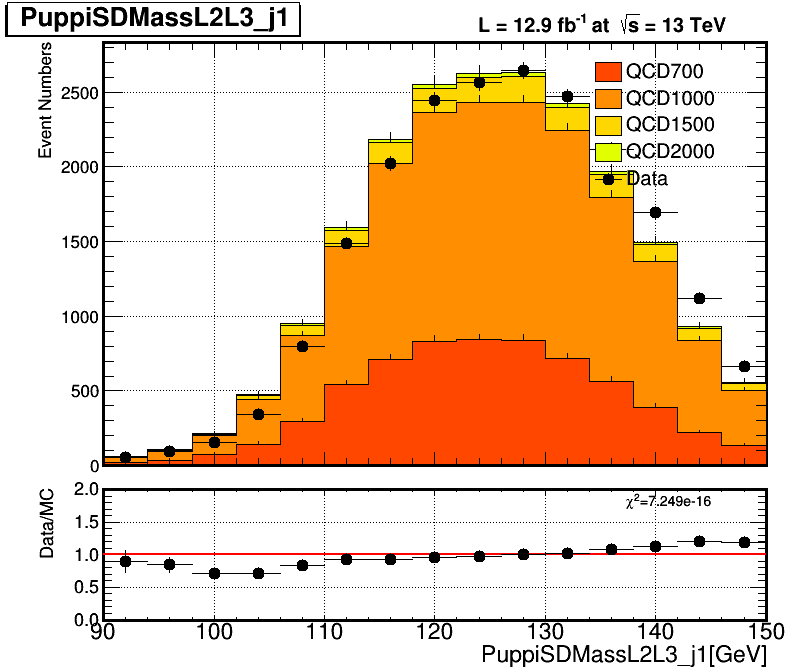 PuppiSDMassL2L3_j1
L = 12.9 fb⁻¹ at √s = 13 TeV
Event Numbers
2500
2000
1500
1000
500
0
QCD700
QCD1000
QCD1500
QCD2000
Data
Data/MC
2.0
1.5
1.0
0.5
0.0
χ²=7.249e-16
90 100 110 120 130 140 150
PuppiSDMassL2L3_j1[GeV]